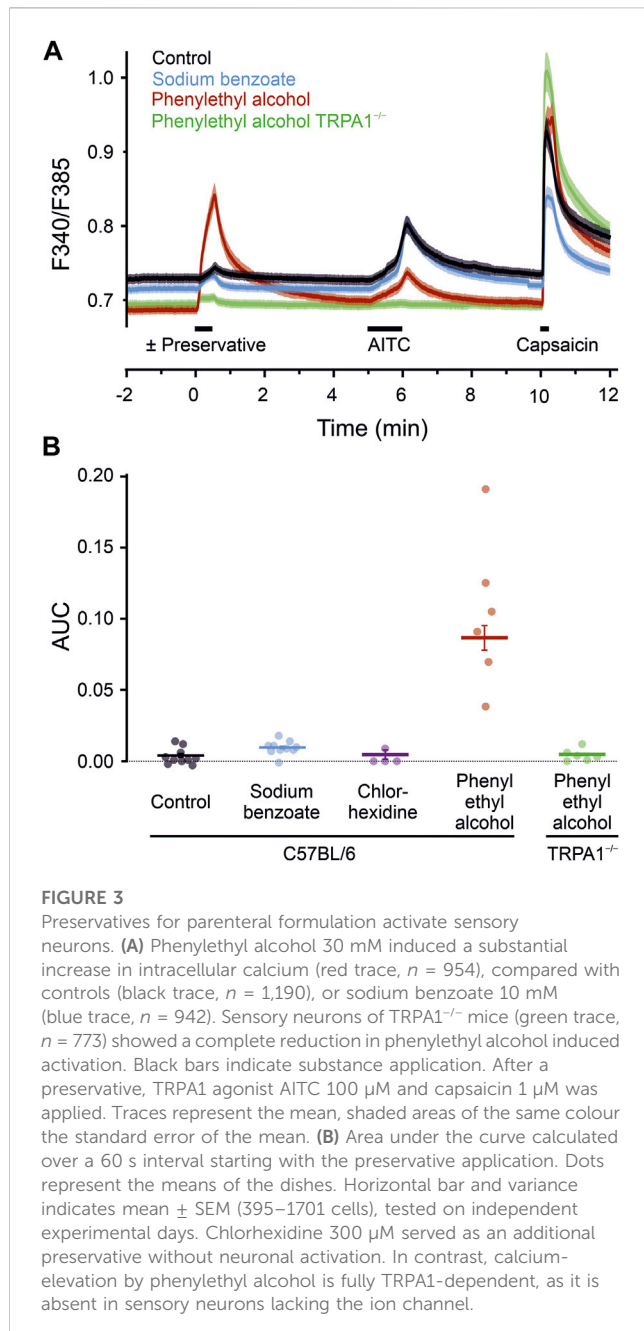 A
Control
Sodium benzoate
Phenylethyl alcohol
Phenylethyl alcohol TRPA1⁻/⁻
1.0
0.9
0.8
0.7
F340/F385
± Preservative
AITC
Capsaicin
-2
0
2
4
6
8
10
12
Time (min)
B
0.20
0.15
0.10
0.05
0.00
AUC
Control
Sodium
benzoate
Chlor-
hexidine
Phenyl
ethyl
alcohol
Phenyl
ethyl
alcohol
C57BL/6
TRPA1⁻/⁻
FIGURE 3
Preservatives for parenteral formulation activate sensory
neurons. (A) Phenylethyl alcohol 30 mM induced a substantial
increase in intracellular calcium (red trace, n = 954), compared with
controls (black trace, n = 1,190), or sodium benzoate 10 mM
(blue trace, n = 942). Sensory neurons of TRPA1⁻/⁻ mice (green trace,
n = 773) showed a complete reduction in phenylethyl alcohol induced
activation. Black bars indicate substance application. After a
preservative, TRPA1 agonist AITC 100 µM and capsaicin 1 µM was
applied. Traces represent the mean, shaded areas of the same colour
the standard error of the mean. (B) Area under the curve calculated
over a 60 s interval starting with the preservative application. Dots
represent the means of the dishes. Horizontal bar and variance
indicates mean ± SEM (395–1701 cells), tested on independent
experimental days. Chlorhexidine 300 µM served as an additional
preservative without neuronal activation. In contrast, calcium-
elevation by phenylethyl alcohol is fully TRPA1-dependent, as it is
absent in sensory neurons lacking the ion channel.